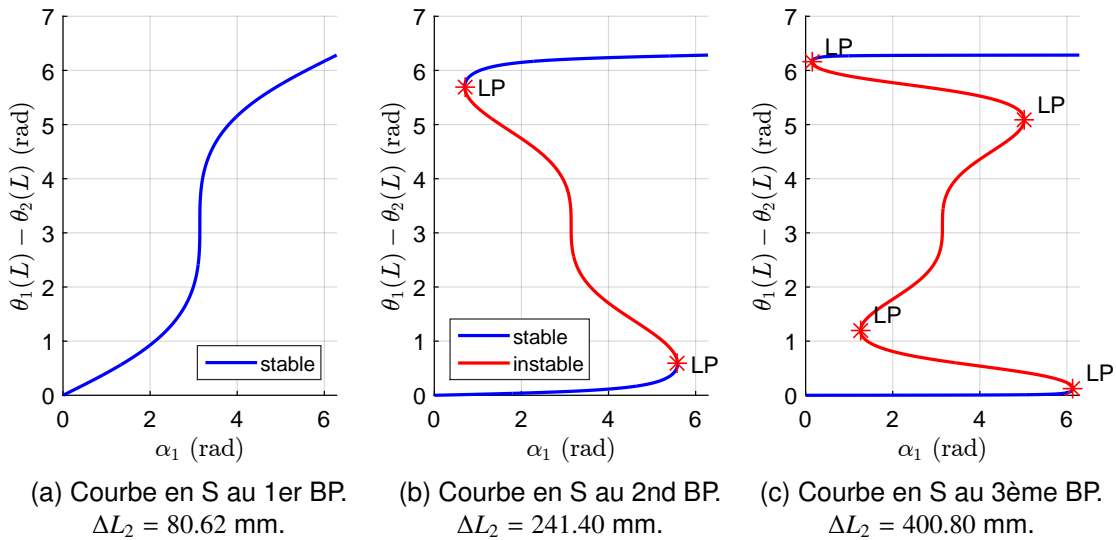 7
6
5
4
3
2
1
0
0 2 4 6
θ₁(L) − θ₂(L) (rad)
α₁ (rad)
stable
(a) Courbe en S au 1er BP.
ΔL₂ = 80.62 mm.
7
6
5
4
3
2
1
0
0 2 4 6
θ₁(L) − θ₂(L) (rad)
α₁ (rad)
LP
LP
stable
instable
(b) Courbe en S au 2nd BP.
ΔL₂ = 241.40 mm.
7
6
5
4
3
2
1
0
0 2 4 6
θ₁(L) − θ₂(L) (rad)
α₁ (rad)
LP
LP
LP
LP
(c) Courbe en S au 3ème BP.
ΔL₂ = 400.80 mm.